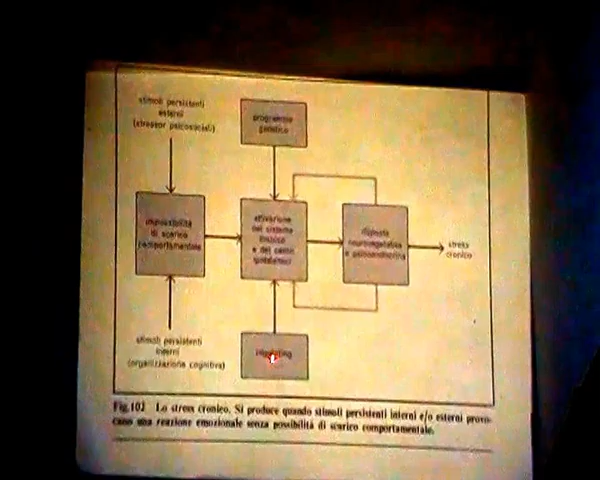 stimoli persistenti
esterni
(stressor psicosociali)
programma
genetico
impossibilità
di scarico
comportamentale
attivazione
del sistema
limbico
e dei centri
ipotalamici
risposta
neurovegetativa
e psicoendocrina
stress
cronico
stimoli persistenti
interni
(organizzazione cognitiva)
imprinting
Fig.102 Lo stress cronico. Si produce quando stimoli persistenti interni e/o esterni provo-
cano una reazione emozionale senza possibilità di scarico comportamentale.